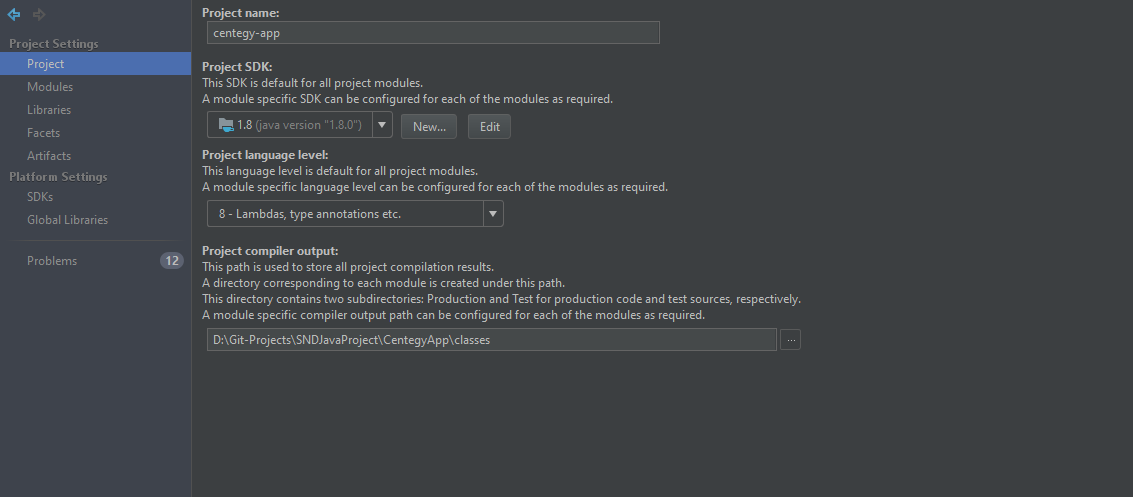 Project Settings
Project
Modules
Libraries
Facets
Artifacts
Platform Settings
SDKs
Global Libraries
Problems 12
Project name:
centegy-app
Project SDK:
This SDK is default for all project modules.
A module specific SDK can be configured for each of the modules as required.
1.8 (java version "1.8.0") New... Edit
Project language level:
This language level is default for all project modules.
A module specific language level can be configured for each of the modules as required.
8 - Lambdas, type annotations etc.
Project compiler output:
This path is used to store all project compilation results.
A directory corresponding to each module is created under this path.
This directory contains two subdirectories: Production and Test for production code and test sources, respectively.
A module specific compiler output path can be configured for each of the modules as required.
D:\Git-Projects\SNDJavaProject\CentegyApp\classes ...